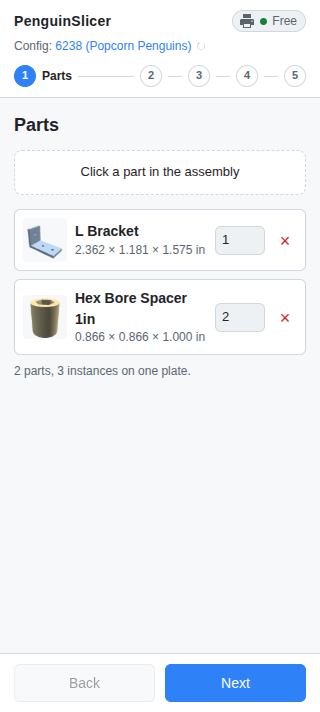 PenguinSlicer
Free
Config: 6238 (Popcorn Penguins)
1 Parts 2 3 4 5
Parts
Click a part in the assembly
L Bracket
2.362 × 1.181 × 1.575 in
1
×
Hex Bore Spacer
1in
0.866 × 0.866 × 1.000 in
2
×
2 parts, 3 instances on one plate.
Back
Next